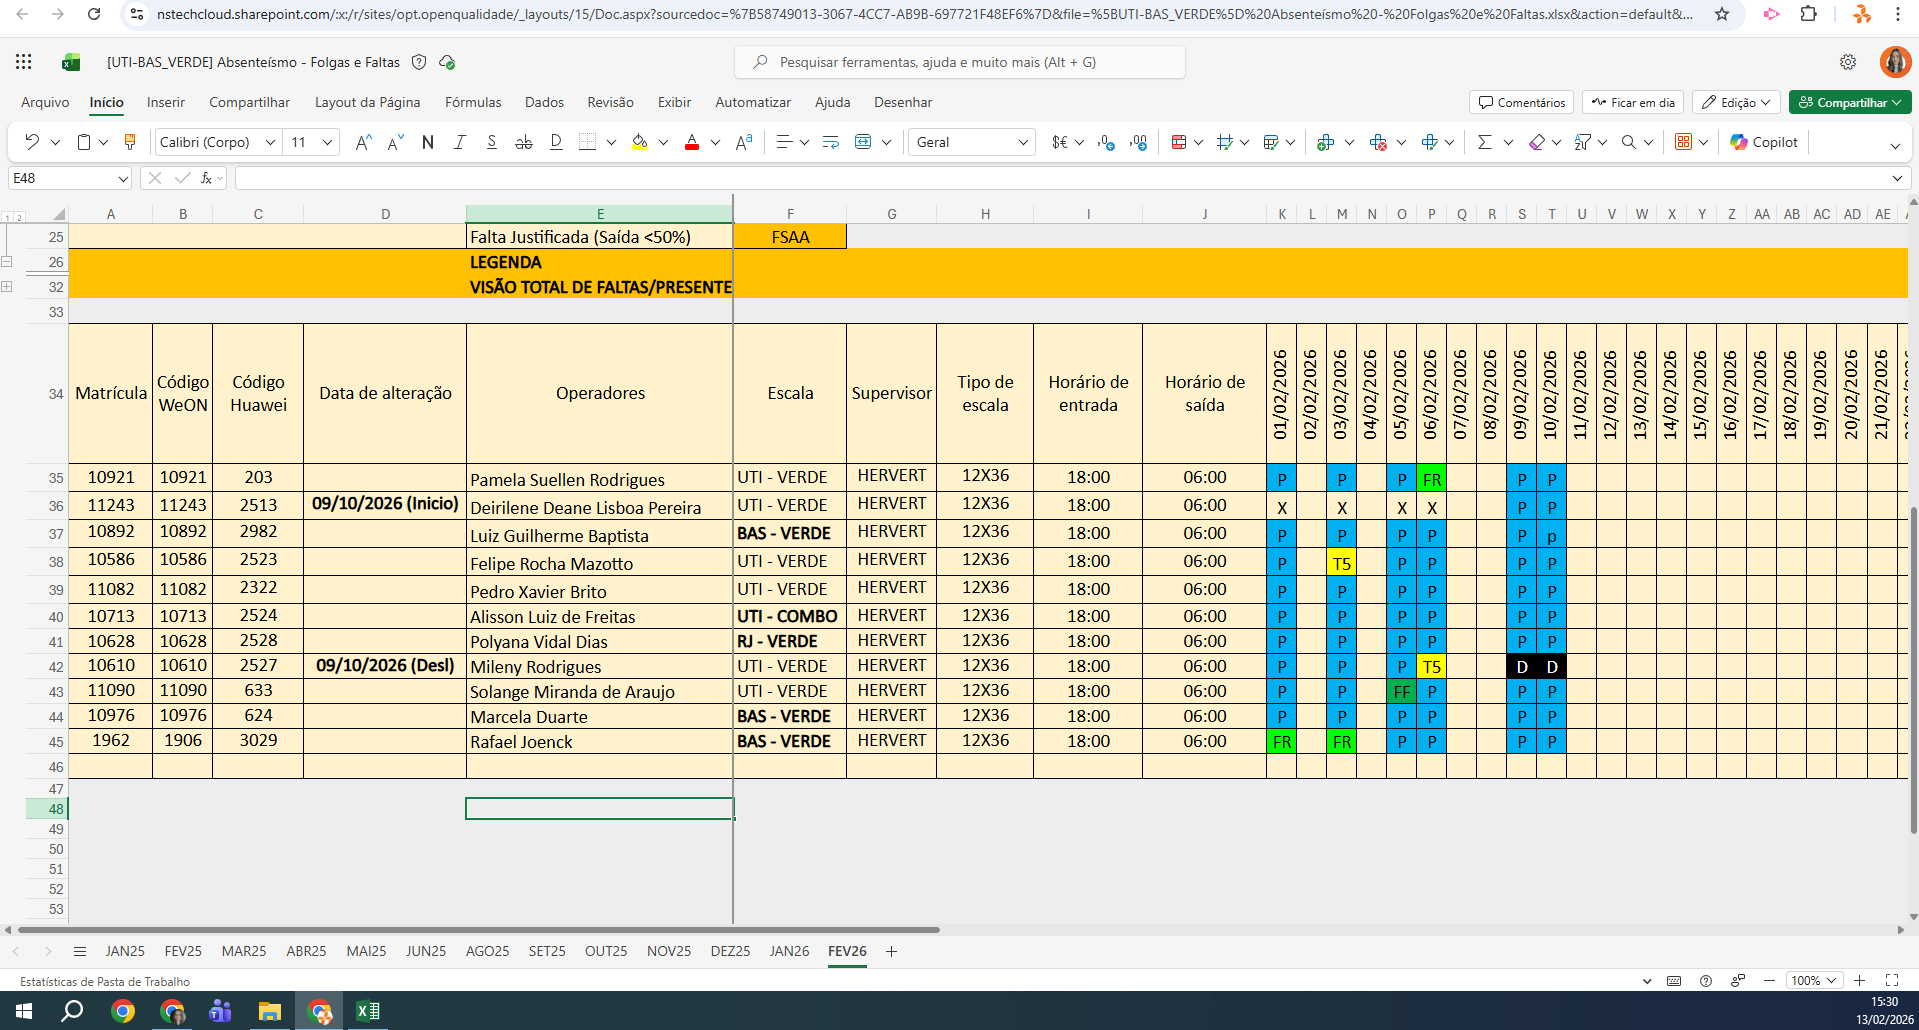 nstechcloud.sharepoint.com/:x:/r/sites/opt.openqualidade/_layouts/15/Doc.aspx?sourcedoc=%7B58749013-3067-4CC7-AB9B-697721F48EF6%7D&file=%5BUTI-BAS_VERDE%5D%20Absenteísmo%20-%20Folgas%20e%20Faltas.xlsx&action=default&...
[UTI-BAS_VERDE] Absenteísmo - Folgas e Faltas
Pesquisar ferramentas, ajuda e muito mais (Alt + G)
Arquivo Início Inserir Compartilhar Layout da Página Fórmulas Dados Revisão Exibir Automatizar Ajuda Desenhar Comentários Ficar em dia Edição Compartilhar
Calibri (Corpo) 11 A A N I S ab D A A Geral $€ Copilot
E48 fx
1 2 A B C D E F G H I J K L M N O P Q R S T U V W X Y Z AA AB AC AD AE
25 Falta Justificada (Saída <50%) FSAA
26 LEGENDA
32 VISÃO TOTAL DE FALTAS/PRESENTE
33
34 Matrícula Código WeON Código Huawei Data de alteração Operadores Escala Supervisor Tipo de escala Horário de entrada Horário de saída 01/02/2026 02/02/2026 03/02/2026 04/02/2026 05/02/2026 06/02/2026 07/02/2026 08/02/2026 09/02/2026 10/02/2026 11/02/2026 12/02/2026 13/02/2026 14/02/2026 15/02/2026 16/02/2026 17/02/2026 18/02/2026 19/02/2026 20/02/2026 21/02/2026
35 10921 10921 203 Pamela Suellen Rodrigues UTI - VERDE HERVERT 12X36 18:00 06:00 P P P FR P P
36 11243 11243 2513 09/10/2026 (Inicio) Deirilene Deane Lisboa Pereira UTI - VERDE HERVERT 12X36 18:00 06:00 X X X X P P
37 10892 10892 2982 Luiz Guilherme Baptista BAS - VERDE HERVERT 12X36 18:00 06:00 P P P P P p
38 10586 10586 2523 Felipe Rocha Mazotto UTI - VERDE HERVERT 12X36 18:00 06:00 P T5 P P P P
39 11082 11082 2322 Pedro Xavier Brito UTI - VERDE HERVERT 12X36 18:00 06:00 P P P P P P
40 10713 10713 2524 Alisson Luiz de Freitas UTI - COMBO HERVERT 12X36 18:00 06:00 P P P P P P
41 10628 10628 2528 Polyana Vidal Dias RJ - VERDE HERVERT 12X36 18:00 06:00 P P P P P P
42 10610 10610 2527 09/10/2026 (Desl) Mileny Rodrigues UTI - VERDE HERVERT 12X36 18:00 06:00 P P P T5 D D
43 11090 11090 633 Solange Miranda de Araujo UTI - VERDE HERVERT 12X36 18:00 06:00 P P FF P P P
44 10976 10976 624 Marcela Duarte BAS - VERDE HERVERT 12X36 18:00 06:00 P P P P P P
45 1962 1906 3029 Rafael Joenck BAS - VERDE HERVERT 12X36 18:00 06:00 FR FR P P P P
46
47
48
49
50
51
52
53
JAN25 FEV25 MAR25 ABR25 MAI25 JUN25 AGO25 SET25 OUT25 NOV25 DEZ25 JAN26 FEV26
Estatísticas de Pasta de Trabalho 100%
15:30
13/02/2026